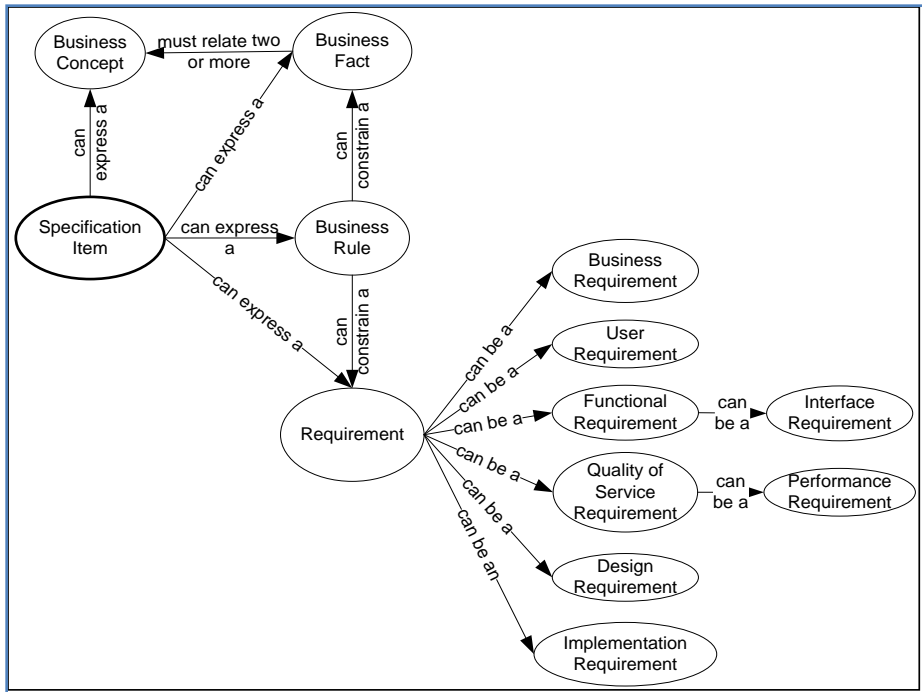 Business
Concept
must relate two
or more
Business
Fact
can
express a
can express a
can
constrain a
Specification
Item
can express
a
Business
Rule
can express a
can
constrain a
Requirement
can be a
Business
Requirement
can be a
User
Requirement
can be a
Functional
Requirement
can
be a
Interface
Requirement
can be a
Quality of
Service
Requirement
can
be a
Performance
Requirement
can be a
Design
Requirement
can be an
Implementation
Requirement